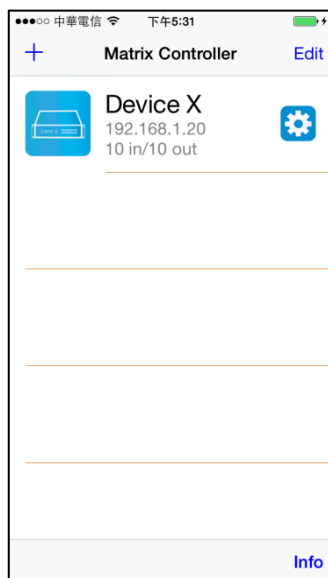 中華電信 下午5:31
+ Matrix Controller Edit
Device X
192.168.1.20
10 in/10 out
Info